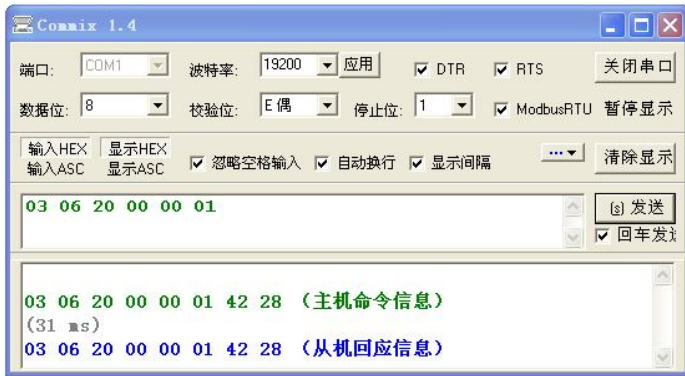 Commix 1.4
端口: COM1 波特率: 19200 应用 DTR RTS 关闭串口
数据位: 8 校验位: E偶 停止位: 1 ModbusRTU 暂停显示
输入HEX 显示HEX
输入ASC 显示ASC 忽略空格输入 自动换行 显示间隔 ... 清除显示
03 06 20 00 00 01 (s) 发送
回车发送
03 06 20 00 00 01 42 28 (主机命令信息)
(31 ms)
03 06 20 00 00 01 42 28 (从机回应信息)